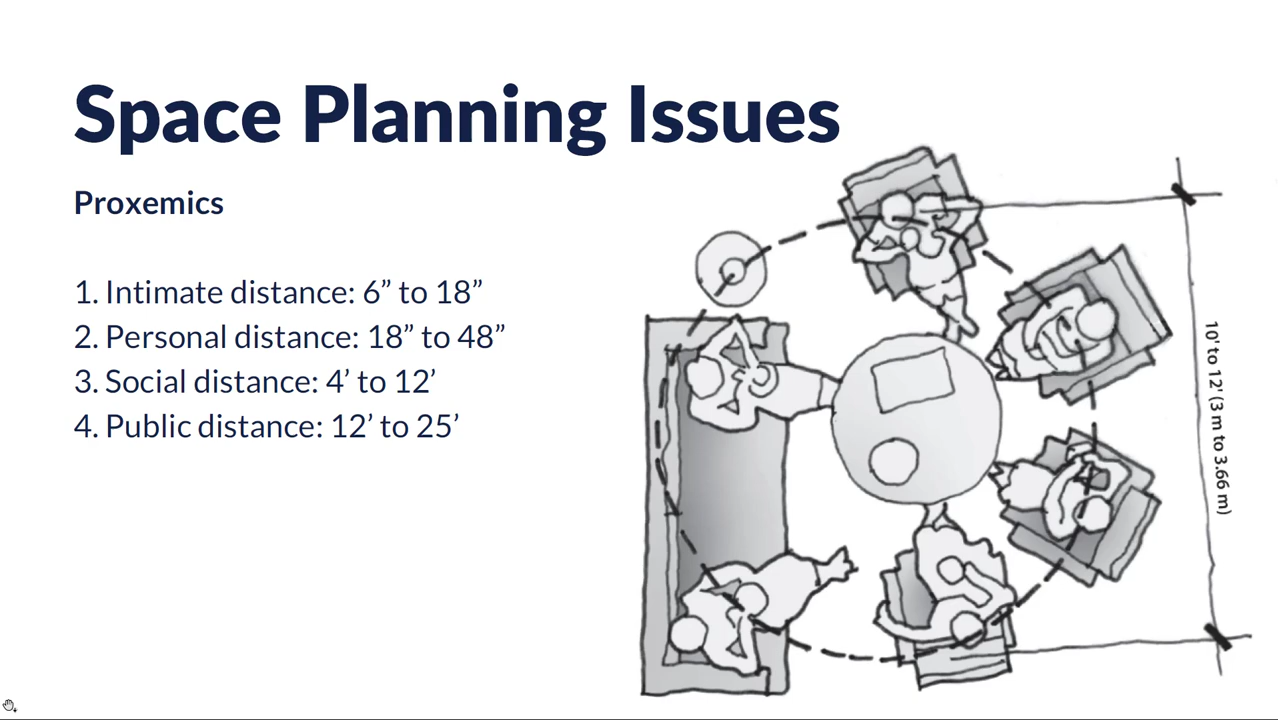 Space Planning Issues
Proxemics
1. Intimate distance: 6” to 18”
2. Personal distance: 18” to 48”
3. Social distance: 4’ to 12’
4. Public distance: 12’ to 25’
10' to 12' (3 m to 3.66 m)